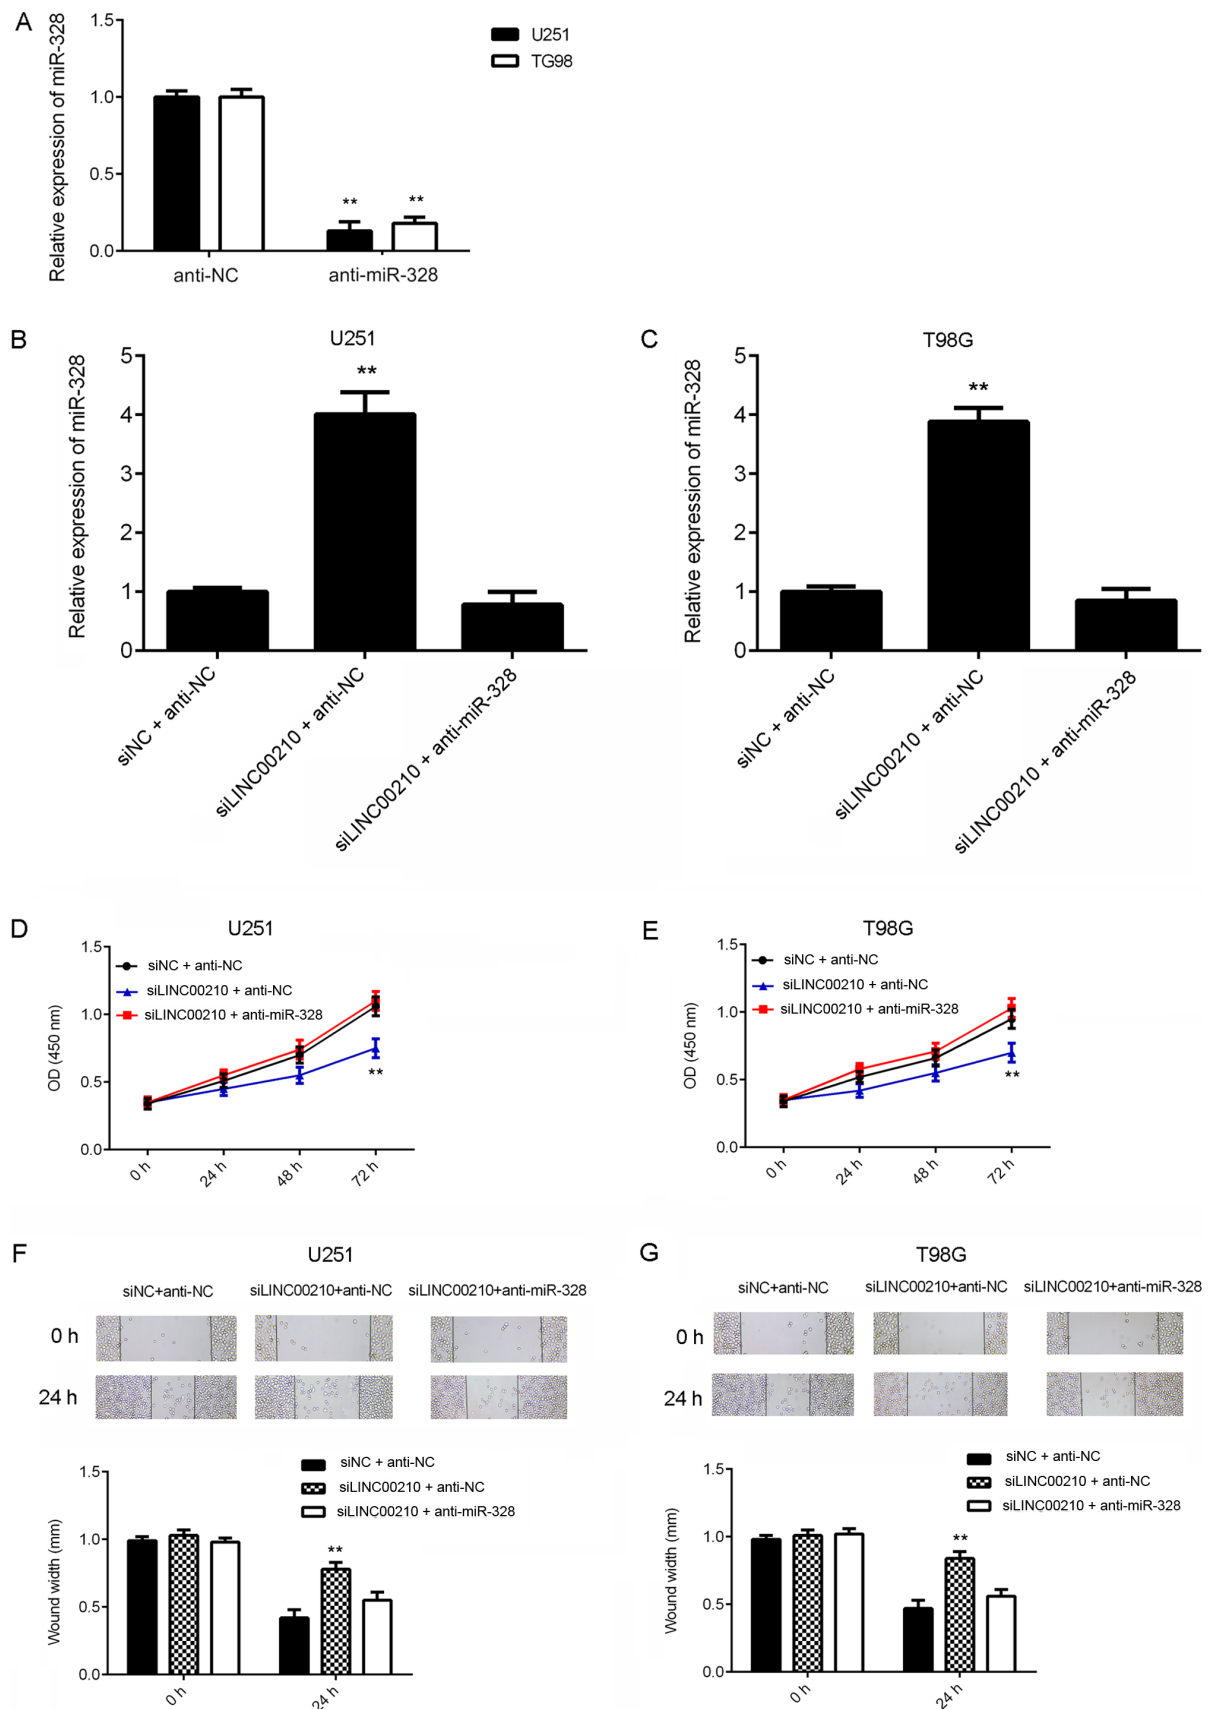 A
Relative expression of miR-328
1.5
1.0
0.5
0.0
U251
TG98
**
**
anti-NC
anti-miR-328
B
U251
Relative expression of miR-328
5
4
3
2
1
0
**
siNC + anti-NC
siLINC00210 + anti-NC
siLINC00210 + anti-miR-328
C
T98G
Relative expression of miR-328
5
4
3
2
1
0
**
siNC + anti-NC
siLINC00210 + anti-NC
siLINC00210 + anti-miR-328
D
U251
OD (450 nm)
1.5
1.0
0.5
0.0
siNC + anti-NC
siLINC00210 + anti-NC
siLINC00210 + anti-miR-328
**
0 h
24 h
48 h
72 h
E
T98G
OD (450 nm)
1.5
1.0
0.5
0.0
siNC + anti-NC
siLINC00210 + anti-NC
siLINC00210 + anti-miR-328
**
0 h
24 h
48 h
72 h
F
U251
siNC+anti-NC
siLINC00210+anti-NC
siLINC00210+anti-miR-328
0 h
24 h
siNC + anti-NC
siLINC00210 + anti-NC
siLINC00210 + anti-miR-328
Wound width (mm)
1.5
1.0
0.5
0.0
**
0 h
24 h
G
T98G
siNC+anti-NC
siLINC00210+anti-NC
siLINC00210+anti-miR-328
0 h
24 h
siNC + anti-NC
siLINC00210 + anti-NC
siLINC00210 + anti-miR-328
Wound width (mm)
1.5
1.0
0.5
0.0
**
0 h
24 h